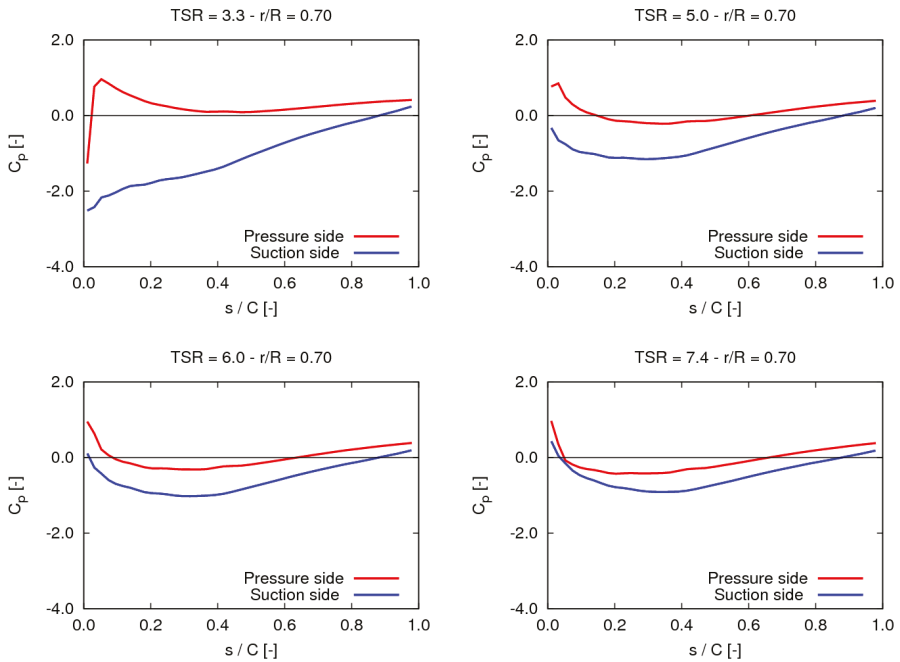 TSR = 3.3 - r/R = 0.70
2.0
0.0
-2.0
-4.0
Cp [-]
Pressure side
Suction side
0.0 0.2 0.4 0.6 0.8 1.0
s / C [-]
TSR = 5.0 - r/R = 0.70
2.0
0.0
-2.0
-4.0
Cp [-]
Pressure side
Suction side
0.0 0.2 0.4 0.6 0.8 1.0
s / C [-]
TSR = 6.0 - r/R = 0.70
2.0
0.0
-2.0
-4.0
Cp [-]
Pressure side
Suction side
0.0 0.2 0.4 0.6 0.8 1.0
s / C [-]
TSR = 7.4 - r/R = 0.70
2.0
0.0
-2.0
-4.0
Cp [-]
Pressure side
Suction side
0.0 0.2 0.4 0.6 0.8 1.0
s / C [-]